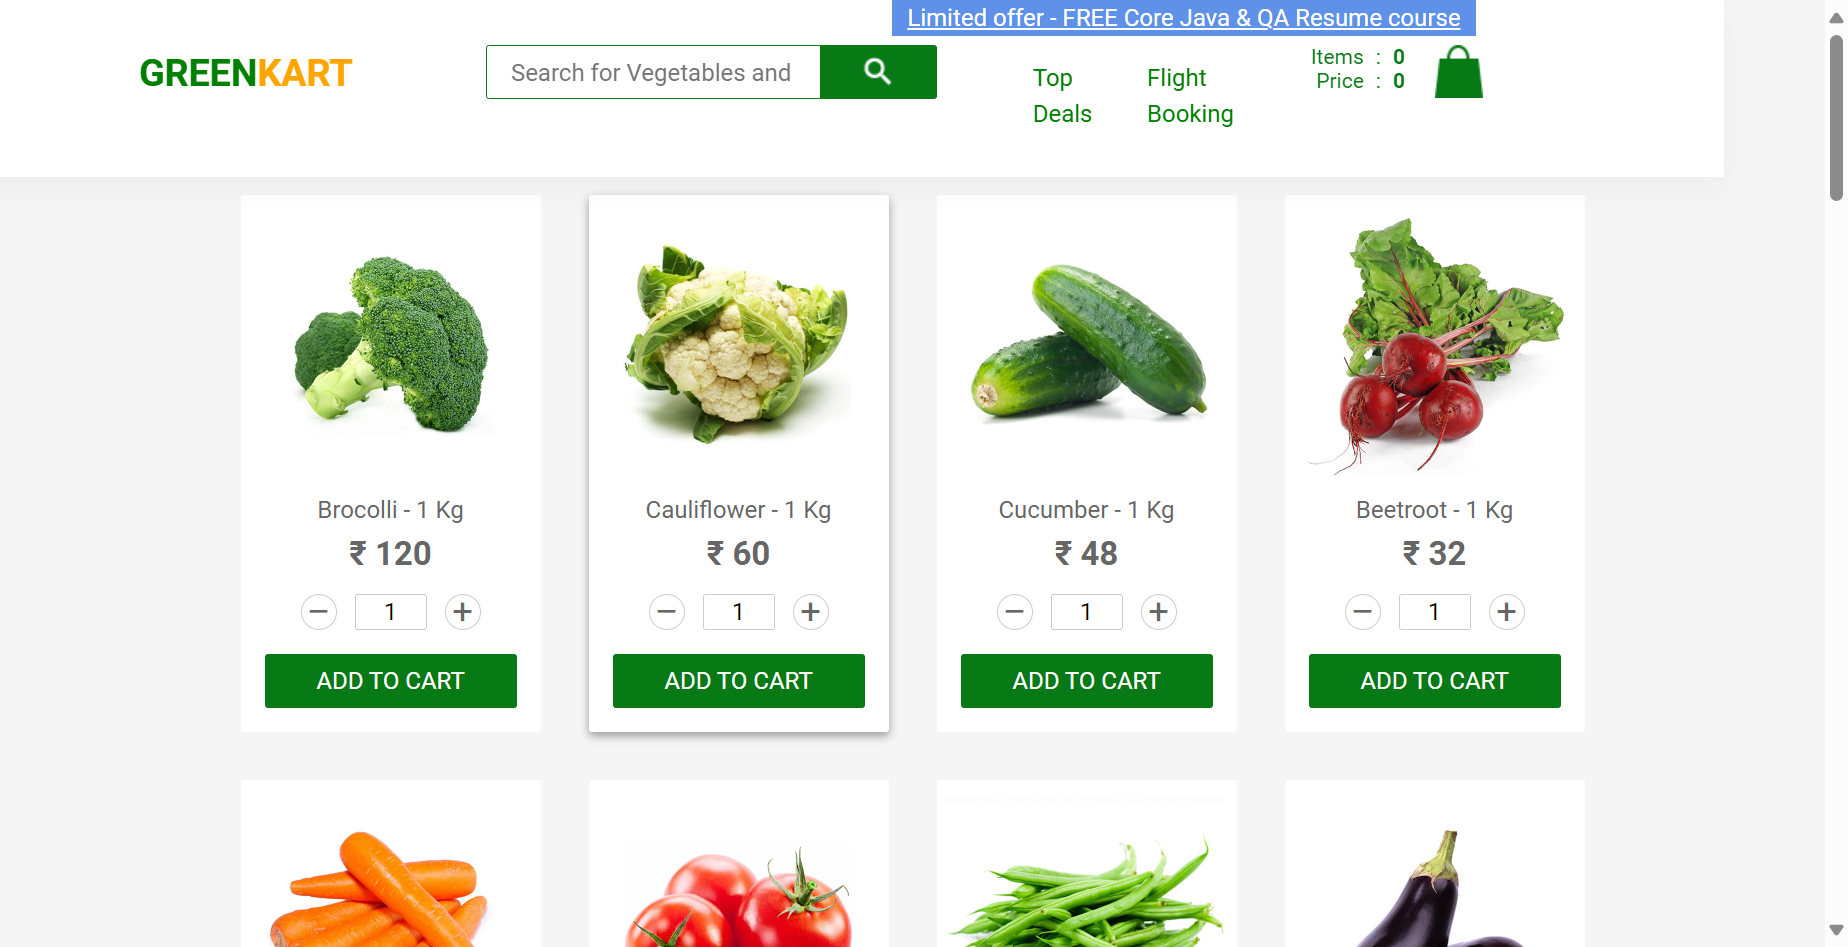 Limited offer - FREE Core Java & QA Resume course
GREENKART
Search for Vegetables and
Top
Deals
Flight
Booking
Items : 0
Price : 0
Brocolli - 1 Kg
₹ 120
− 1 +
ADD TO CART
Cauliflower - 1 Kg
₹ 60
− 1 +
ADD TO CART
Cucumber - 1 Kg
₹ 48
− 1 +
ADD TO CART
Beetroot - 1 Kg
₹ 32
− 1 +
ADD TO CART